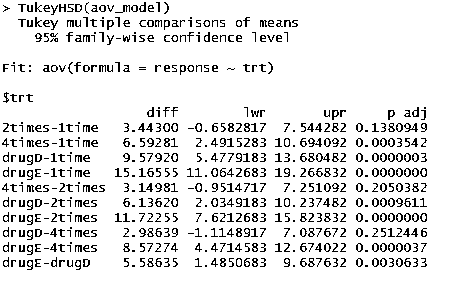 > TukeyHSD(aov_model)
Tukey multiple comparisons of means
95% family-wise confidence level
Fit: aov(formula = response ~ trt)
$trt
diff lwr upr p adj
2times-1time 3.44300 -0.6582817 7.544282 0.1380949
4times-1time 6.59281 2.4915283 10.694092 0.0003542
drugD-1time 9.57920 5.4779183 13.680482 0.0000003
drugE-1time 15.16555 11.0642683 19.266832 0.0000000
4times-2times 3.14981 -0.9514717 7.251092 0.2050382
drugD-2times 6.13620 2.0349183 10.237482 0.0009611
drugE-2times 11.72255 7.6212683 15.823832 0.0000000
drugD-4times 2.98639 -1.1148917 7.087672 0.2512446
drugE-4times 8.57274 4.4714583 12.674022 0.0000037
drugE-drugD 5.58635 1.4850683 9.687632 0.0030633